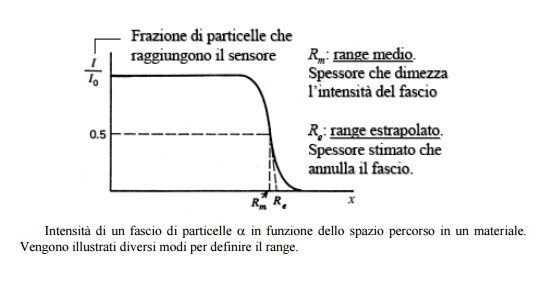 Frazione di particelle che
raggiungono il sensore
I
I0
0.5
Rm Re
x
Rm: range medio.
Spessore che dimezza
l'intensità del fascio
Re: range estrapolato.
Spessore stimato che
annulla il fascio.
Intensità di un fascio di particelle α in funzione dello spazio percorso in un materiale.
Vengono illustrati diversi modi per definire il range.